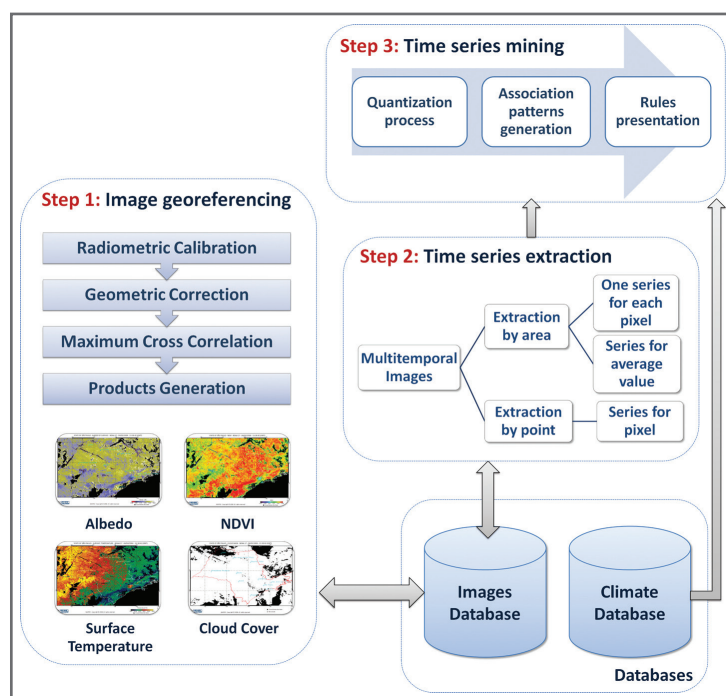 Step 3: Time series mining
Quantization
process
Association
patterns
generation
Rules
presentation
Step 1: Image georeferencing
Radiometric Calibration
Geometric Correction
Maximum Cross Correlation
Products Generation
Albedo
NDVI
Surface
Temperature
Cloud Cover
Step 2: Time series extraction
Multitemporal
Images
Extraction
by area
One series
for each
pixel
Series for
average
value
Extraction
by point
Series for
pixel
Images
Database
Climate
Database
Databases